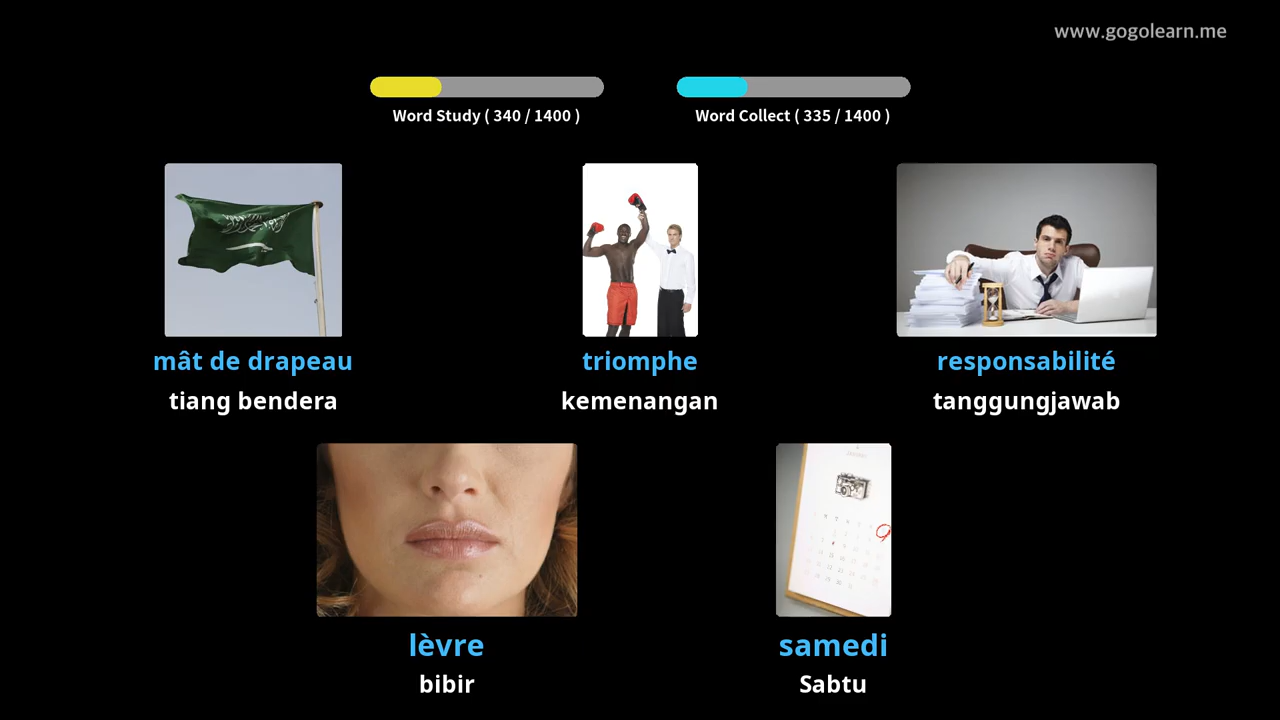 www.gogolearn.me
Word Study ( 340 / 1400 )
Word Collect ( 335 / 1400 )
mât de drapeau
triomphe
responsabilité
tiang bendera
kemenangan
tanggungjawab
lèvre
samedi
bibir
Sabtu